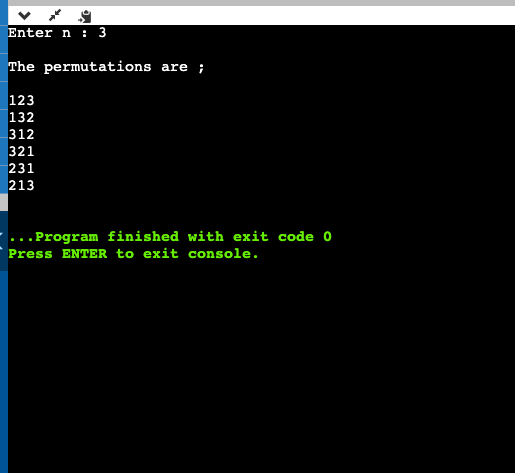 Enter n : 3
The permutations are ;
123
132
312
321
231
213
...Program finished with exit code 0
Press ENTER to exit console.